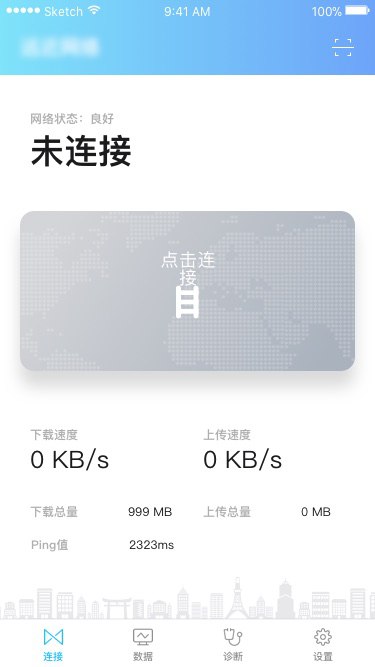 Sketch 9:41 AM 100%
网络状态：良好
未连接
点击连
接
下载速度 上传速度
0 KB/s 0 KB/s
下载总量 999 MB 上传总量 0 MB
Ping值 2323ms
连接 数据 诊断 设置